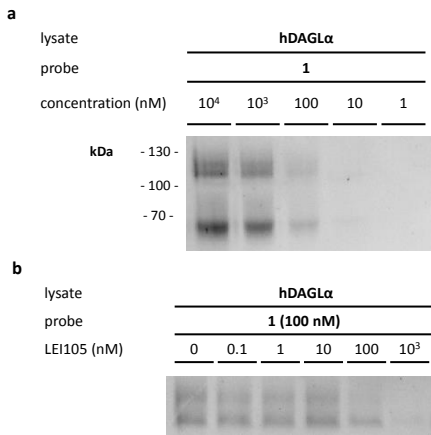 a
lysate hDAGLα
probe 1
concentration (nM) 10⁴ 10³ 100 10 1
kDa - 130 -
- 100 -
- 70 -
b
lysate hDAGLα
probe 1 (100 nM)
LEI105 (nM) 0 0.1 1 10 100 10³